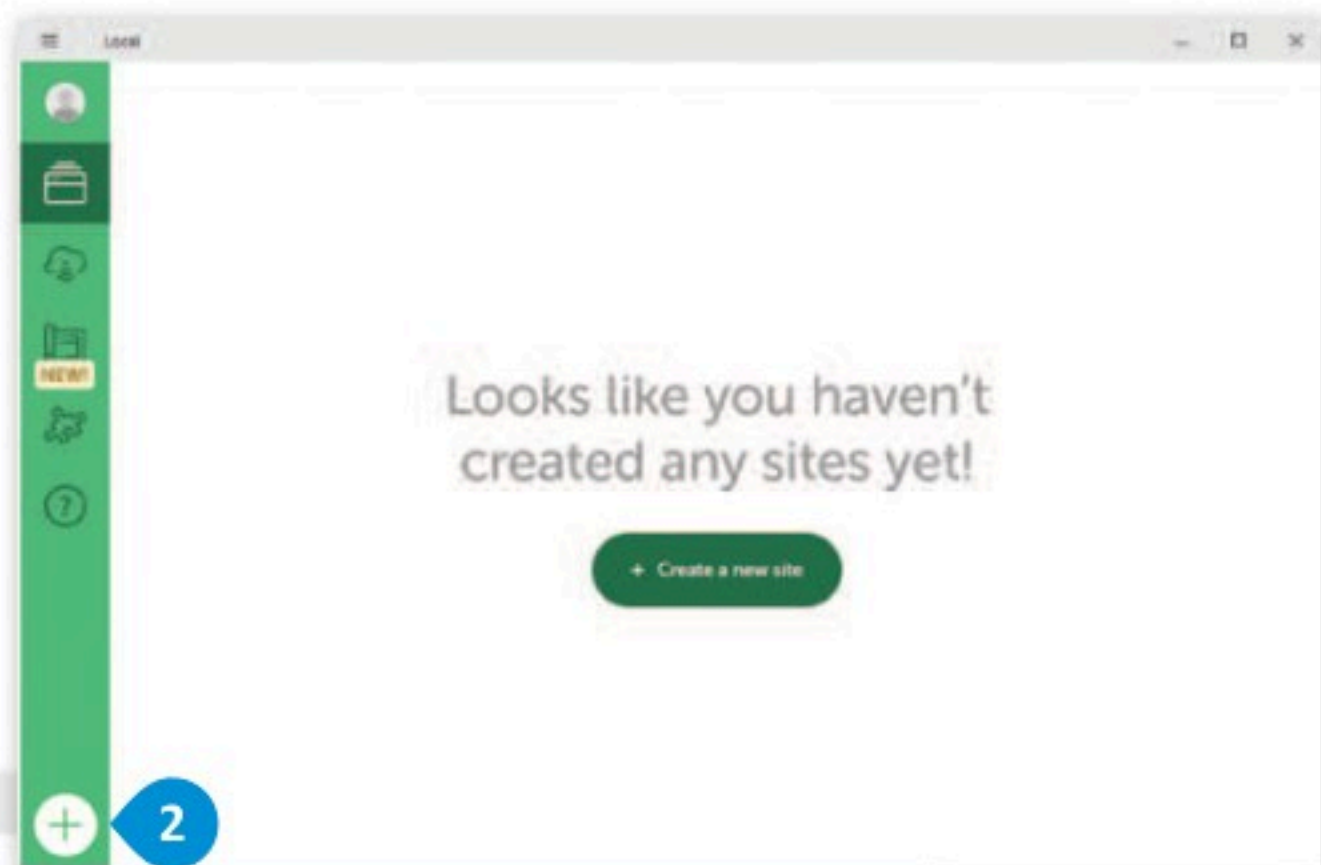 Local
NEW!
Looks like you haven't
created any sites yet!
+ Create a new site
?
+
2